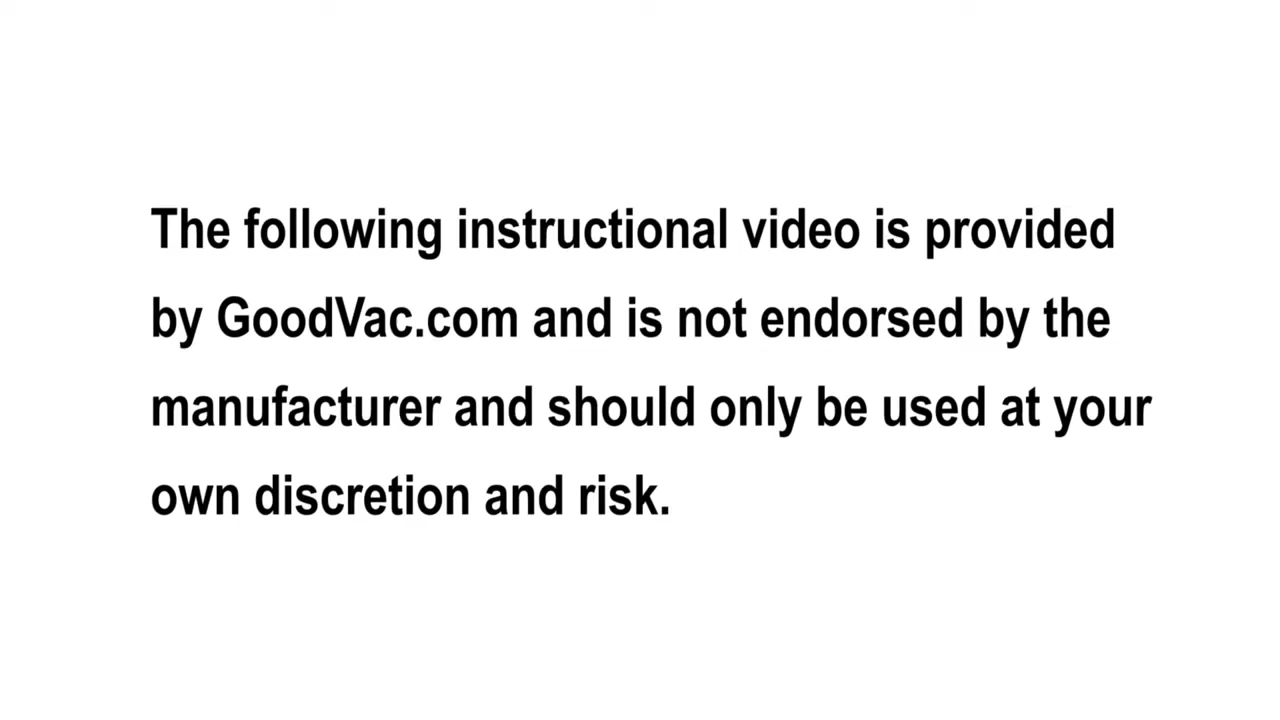 The following instructional video is provided
by GoodVac.com and is not endorsed by the
manufacturer and should only be used at your
own discretion and risk.